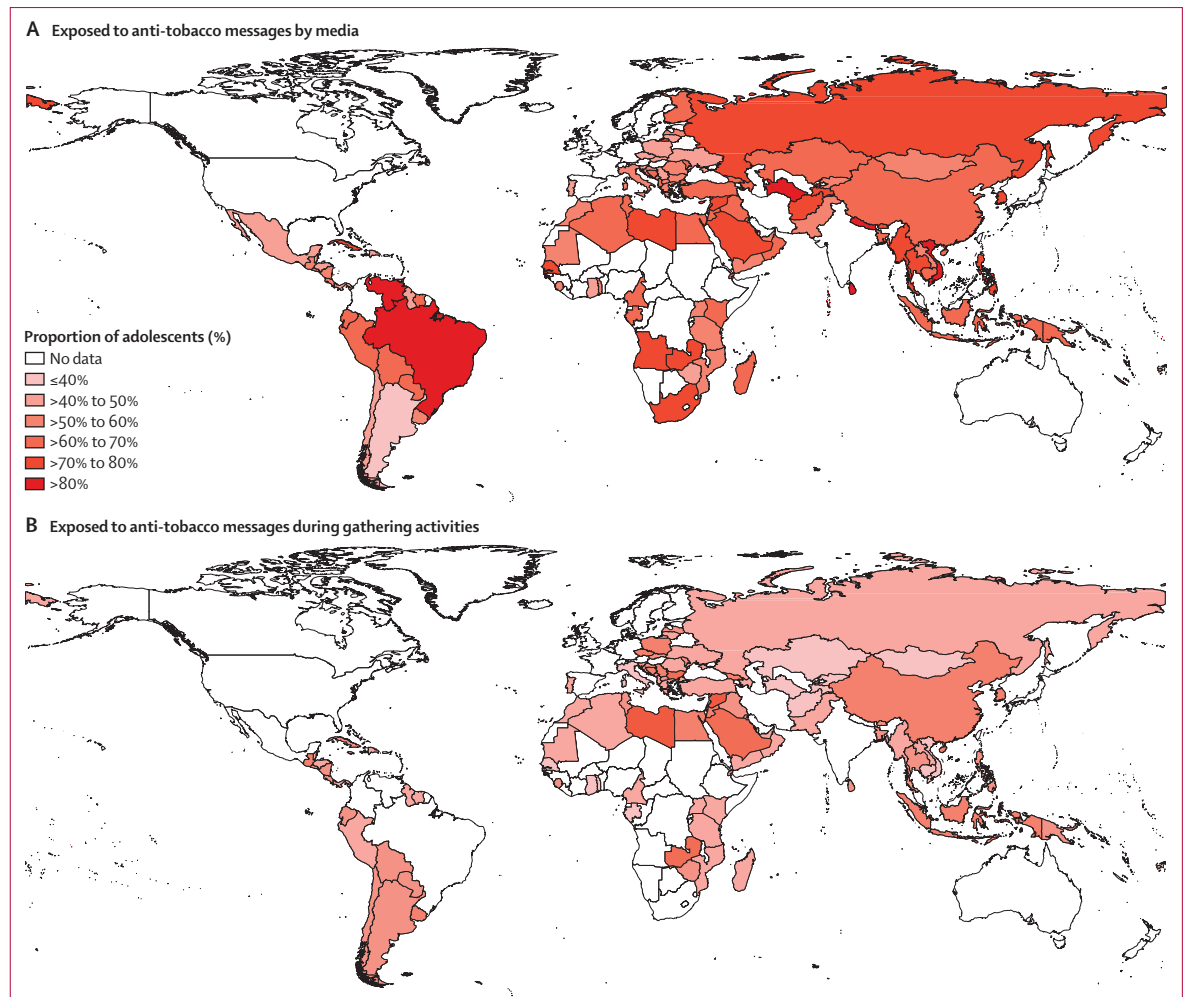 A Exposed to anti-tobacco messages by media
Proportion of adolescents (%)
No data
≤40%
>40% to 50%
>50% to 60%
>60% to 70%
>70% to 80%
>80%
B Exposed to anti-tobacco messages during gathering activities